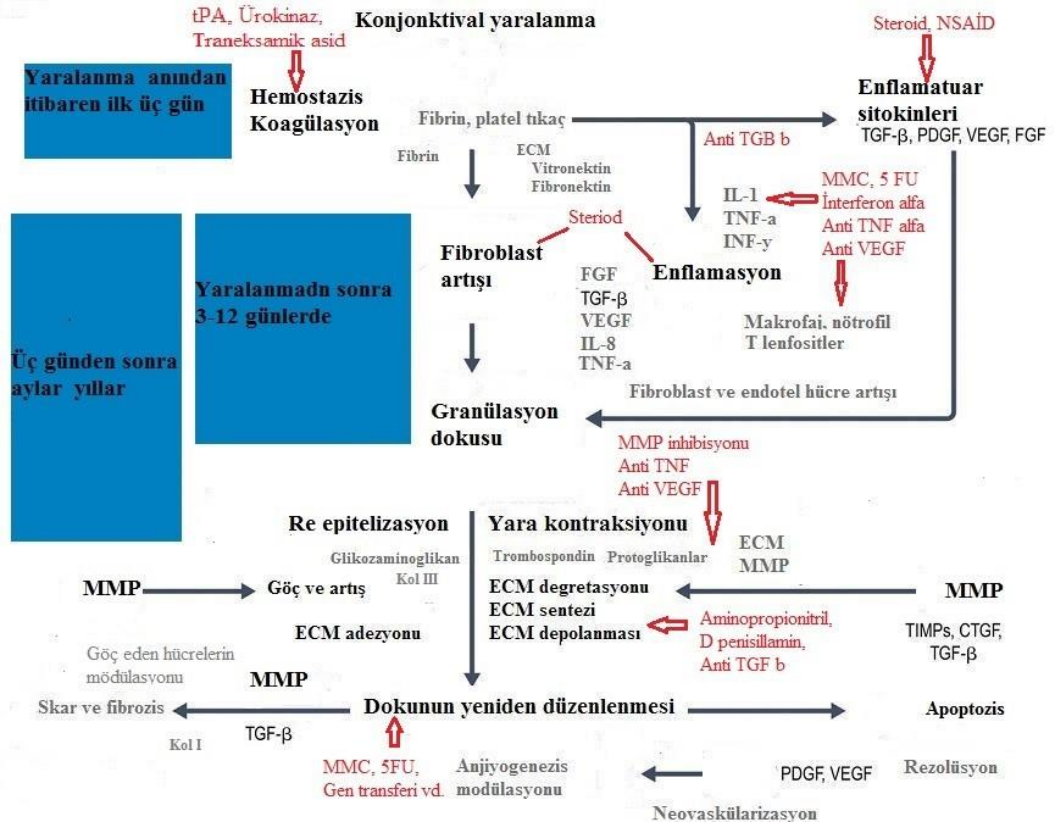 tPA, Ürokinaz,
Traneksamik asid
Konjonktival yaralanma
Steroid, NSAİD
Yaralanma anından
itibaren ilk üç gün
Hemostazis
Koagülasyon
Fibrin, platel tıkaç
Enflamatuar
sitokinleri
TGF-β, PDGF, VEGF, FGF
Anti TGB b
Fibrin
ECM
Vitronektin
Fibronektin
IL-1
TNF-a
INF-y
MMC, 5 FU
İnterferon alfa
Anti TNF alfa
Anti VEGF
Steriod
Fibroblast
artışı
Enflamasyon
FGF
TGF-β
VEGF
IL-8
TNF-a
Makrofaj, nötrofil
T lenfositler
Yaralanmadn sonra
3-12 günlerde
Üç günden sonra
aylar yıllar
Fibroblast ve endotel hücre artışı
Granülasyon
dokusu
MMP inhibisyonu
Anti TNF
Anti VEGF
Re epitelizasyon
Yara kontraksiyonu
Glikozaminoglikan
Kol III
Trombospondin
Protoglikanlar
ECM
MMP
MMP
Göç ve artış
ECM degretasyonu
ECM sentezi
ECM depolanması
MMP
ECM adezyonu
Aminopropionitril,
D penisillamin,
Anti TGF b
TIMPs, CTGF,
TGF-β
Göç eden hücrelerin
mödülasyonu
MMP
Skar ve fibrozis
Dokunun yeniden düzenlenmesi
Apoptozis
Kol I
TGF-β
MMC, 5FU,
Gen transferi vd.
Anjiyogenezis
modülasyonu
PDGF, VEGF
Rezolüsyon
Neovaskülarizasyon